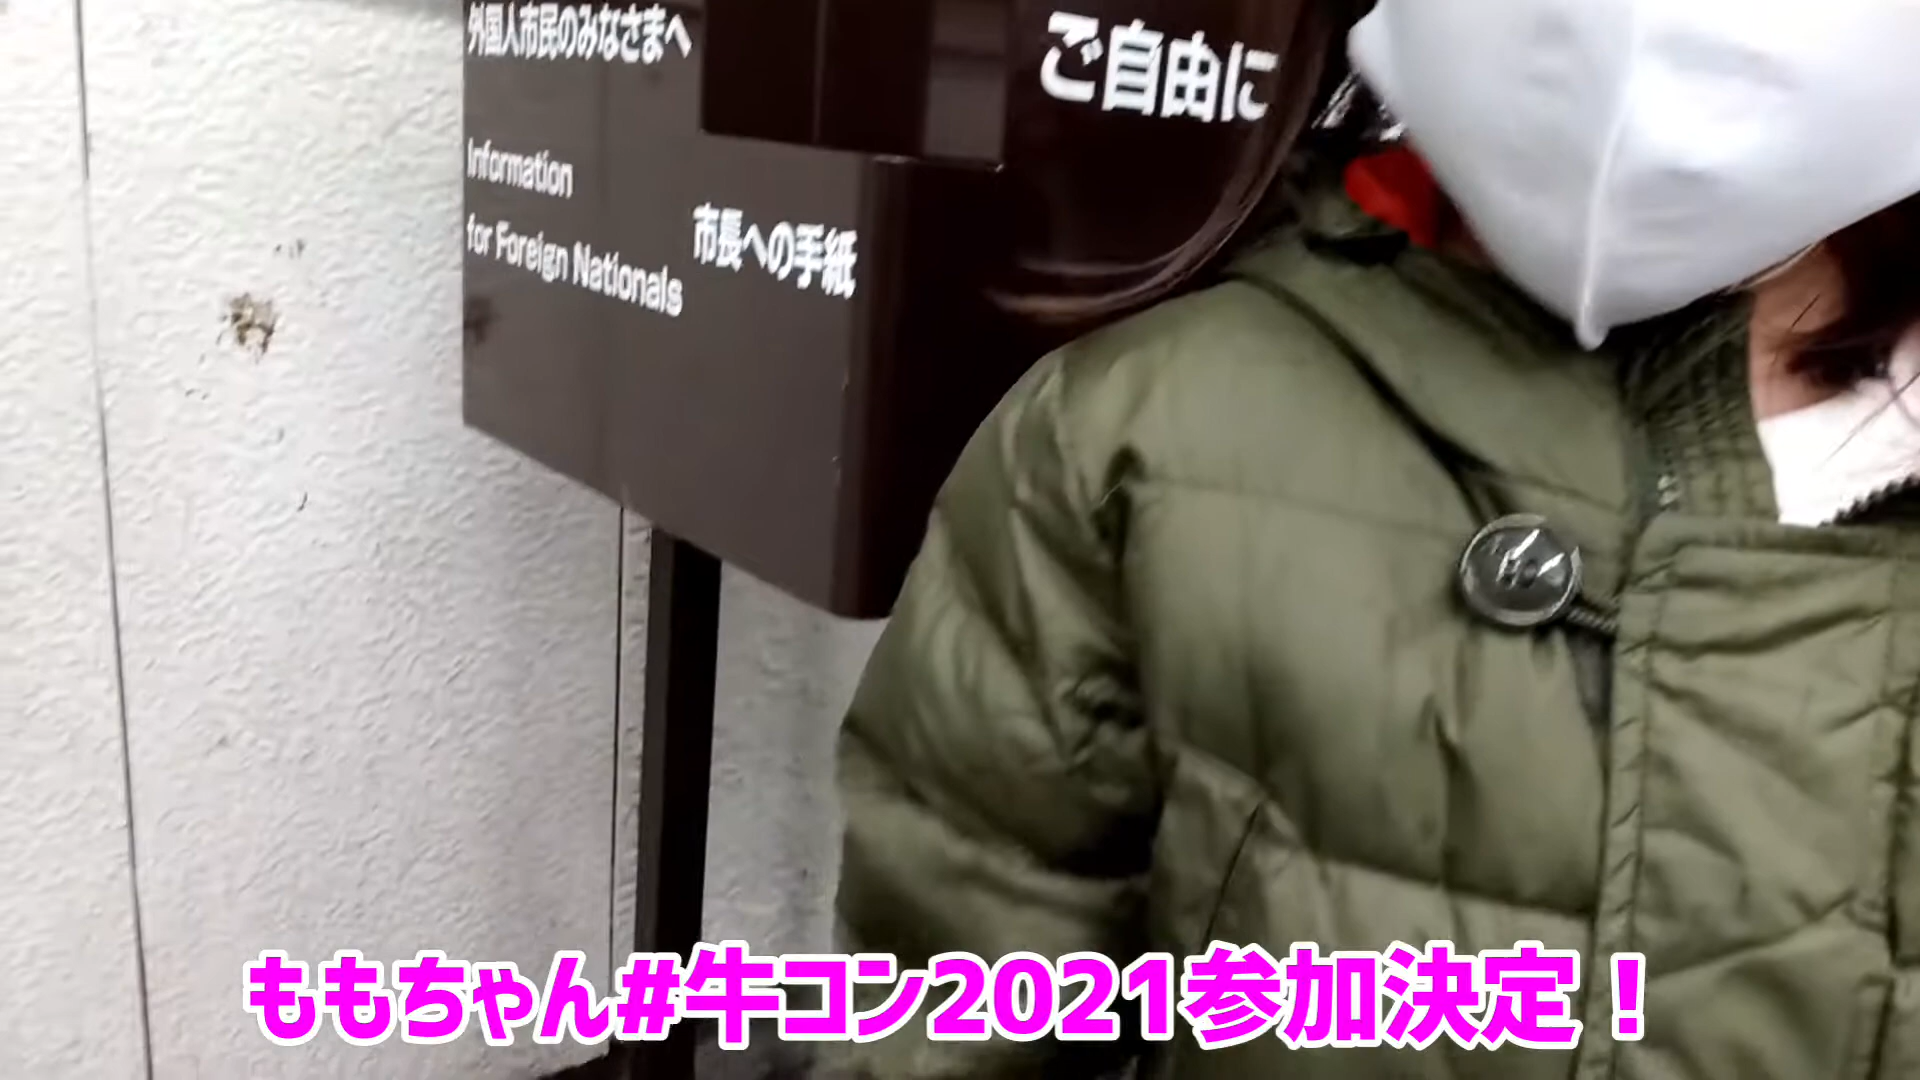 外国人市民のみなさまへ
Information
for Foreign Nationals
市長への手紙
ご自由に
ももちゃん#牛コン2021参加決定！